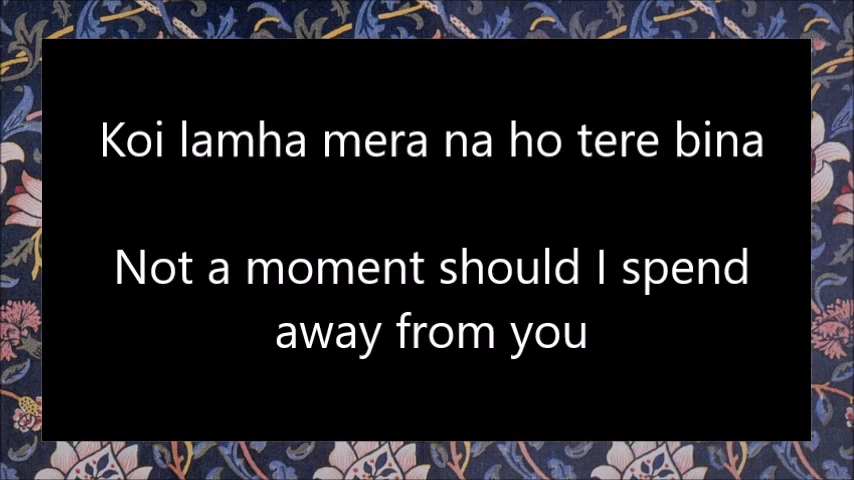 Koi lamha mera na ho tere bina
Not a moment should I spend
away from you